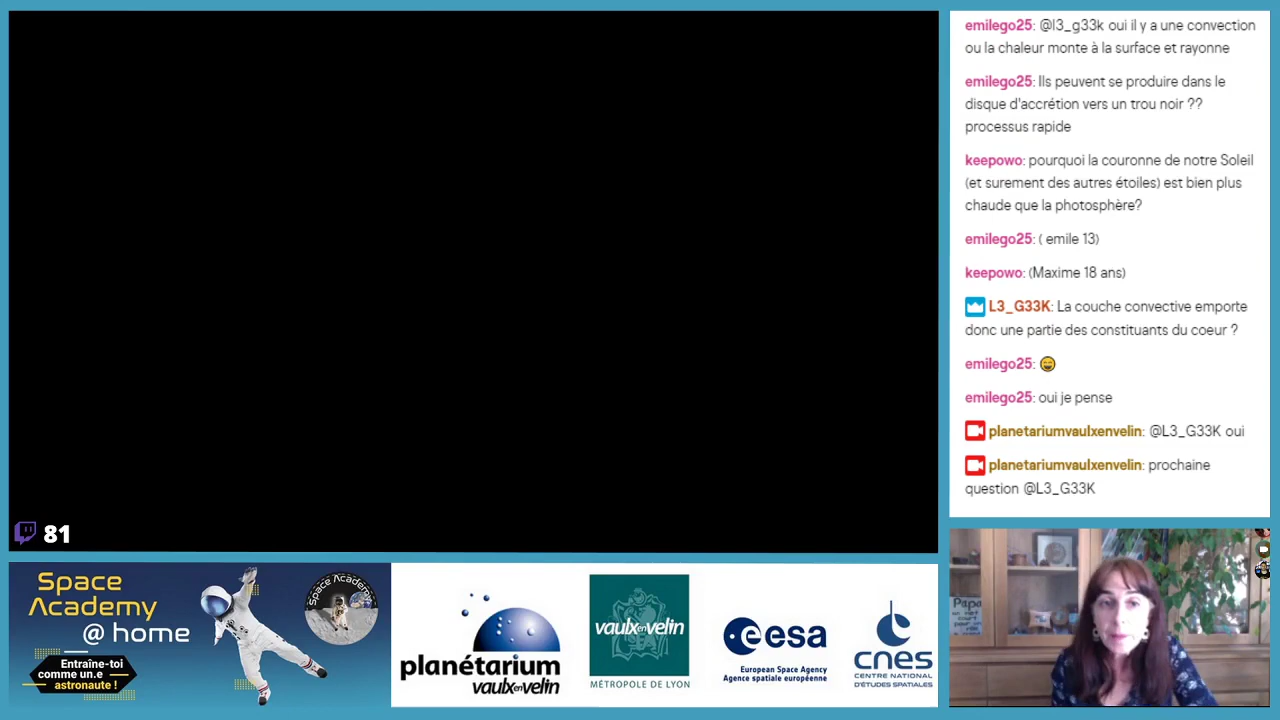 emilego25: @l3_g33k oui il y a une convection
ou la chaleur monte à la surface et rayonne
emilego25: Ils peuvent se produire dans le
disque d'accrétion vers un trou noir ??
processus rapide
keepowo: pourquoi la couronne de notre Soleil
(et surement des autres étoiles) est bien plus
chaude que la photosphère?
emilego25: ( emile 13)
keepowo: (Maxime 18 ans)
L3_G33K: La couche convective emporte
donc une partie des constituants du coeur ?
emilego25: 😄
emilego25: oui je pense
planetariumvaulxenvelin: @L3_G33K oui
planetariumvaulxenvelin: prochaine
question @L3_G33K
81
Space
Academy
@ home
Entraîne-toi
comme un.e
astronaute !
Space Academy
planétarium
vaulx en velin
vaulx en velin
MÉTROPOLE DE LYON
esa
European Space Agency
Agence spatiale européenne
cnes
CENTRE NATIONAL
D'ÉTUDES SPATIALES
Papa